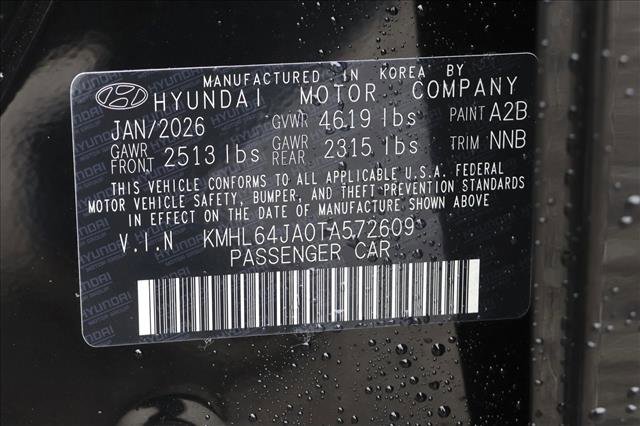 MANUFACTURED IN KOREA BY
HYUNDAI MOTOR COMPANY
JAN/2026 GVWR 4619 lbs PAINT A2B
GAWR FRONT 2513 lbs GAWR REAR 2315 lbs TRIM NNB
THIS VEHICLE CONFORMS TO ALL APPLICABLE U.S.A. FEDERAL
MOTOR VEHICLE SAFETY, BUMPER, AND THEFT PREVENTION STANDARDS
IN EFFECT ON THE DATE OF MANUFACTURE SHOWN ABOVE
V.I.N KMHL64JA0TA572609
PASSENGER CAR